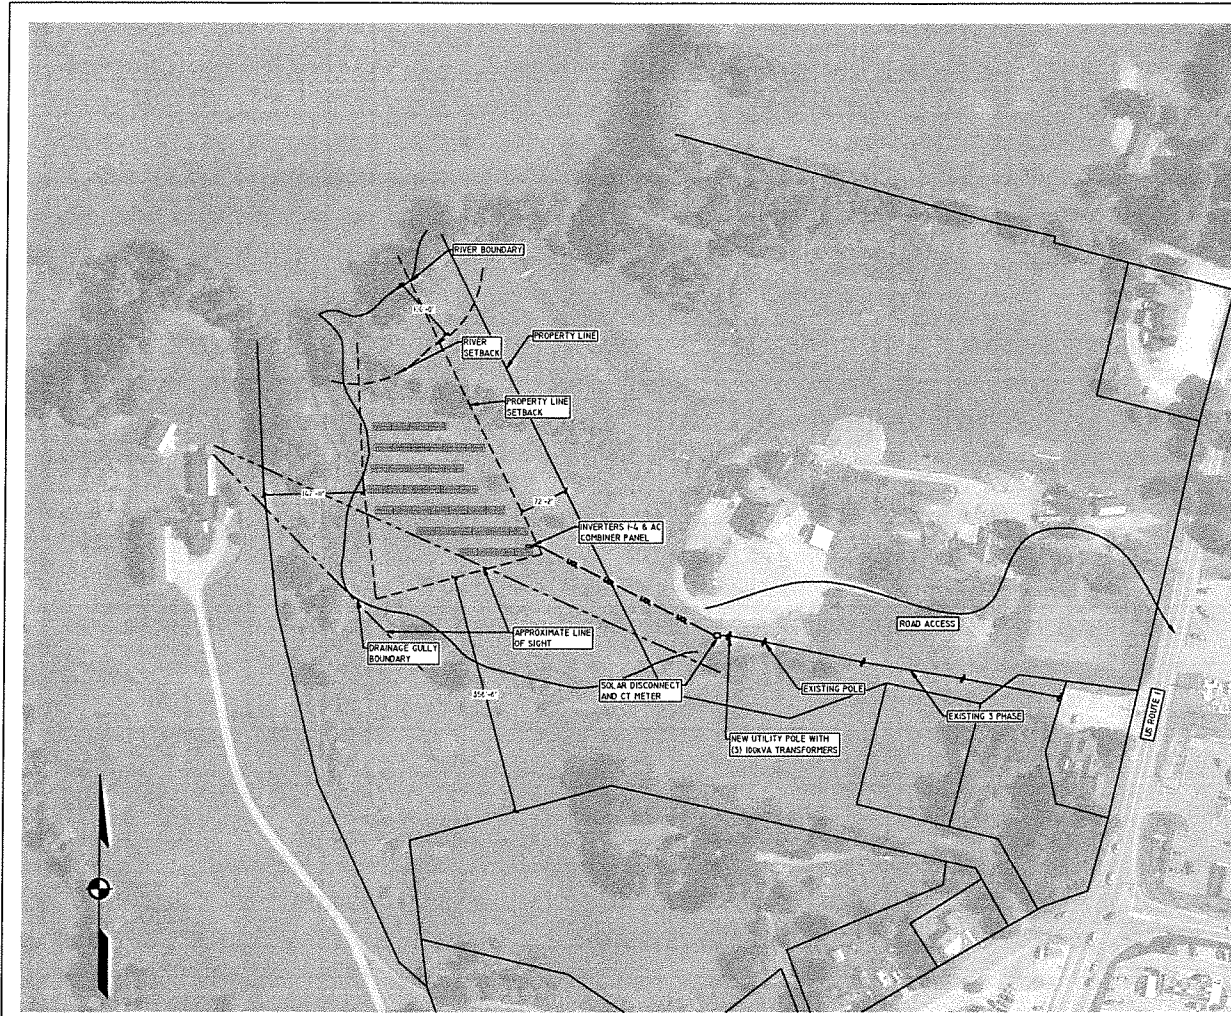 RIVER BOUNDARY
RIVER
SETBACK
PROPERTY LINE
PROPERTY LINE
SETBACK
72'-2"
INVERTERS 1-4 & AC
COMBINER PANEL
ROAD ACCESS
APPROXIMATE LINE
OF SIGHT
DRAINAGE GULLY
BOUNDARY
SOLAR DISCONNECT
AND CT METER
EXISTING POLE
EXISTING 3 PHASE
US ROUTE 1
NEW UTILITY POLE WITH
(3) 100kVA TRANSFORMERS